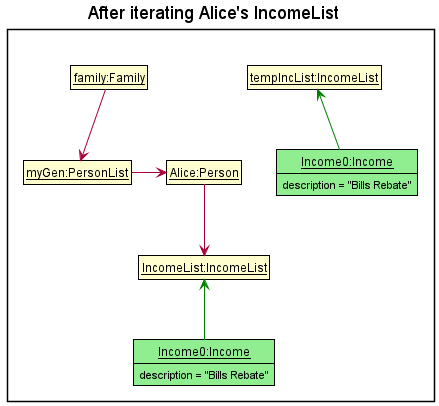 After iterating Alice's IncomeList
family:Family
tempIncList:IncomeList
myGen:PersonList
Alice:Person
Income0:Income
description = "Bills Rebate"
IncomeList:IncomeList
Income0:Income
description = "Bills Rebate"